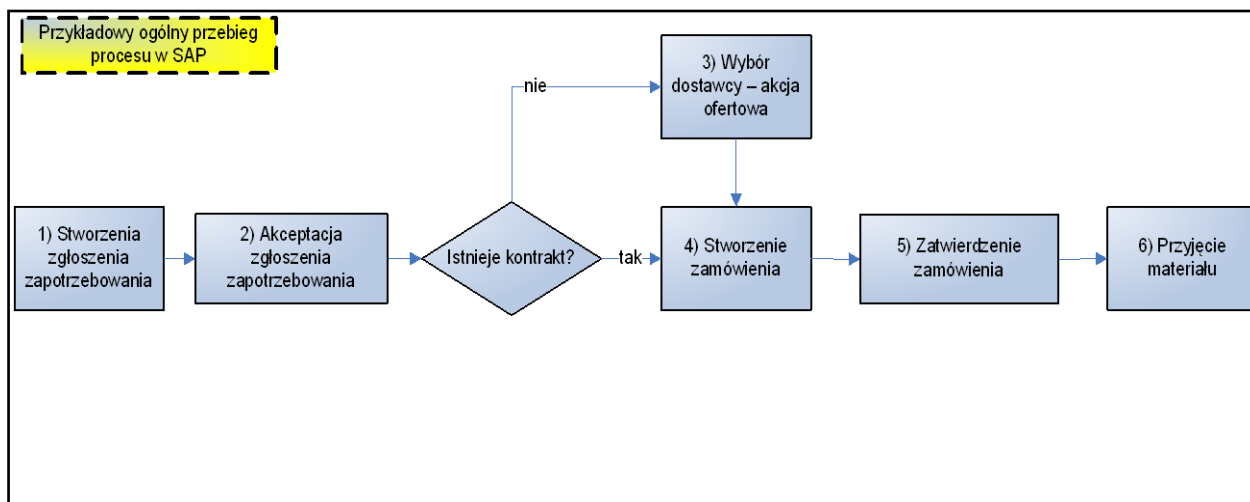 Przykładowy ogólny przebieg
procesu w SAP
3) Wybór
dostawcy – akcja
ofertowa
nie
1) Stworzenia
zgłoszenia
zapotrzebowania
2) Akceptacja
zgłoszenia
zapotrzebowania
Istnieje kontrakt?
tak
4) Stworzenie
zamówienia
5) Zatwierdzenie
zamówienia
6) Przyjęcie
materiału